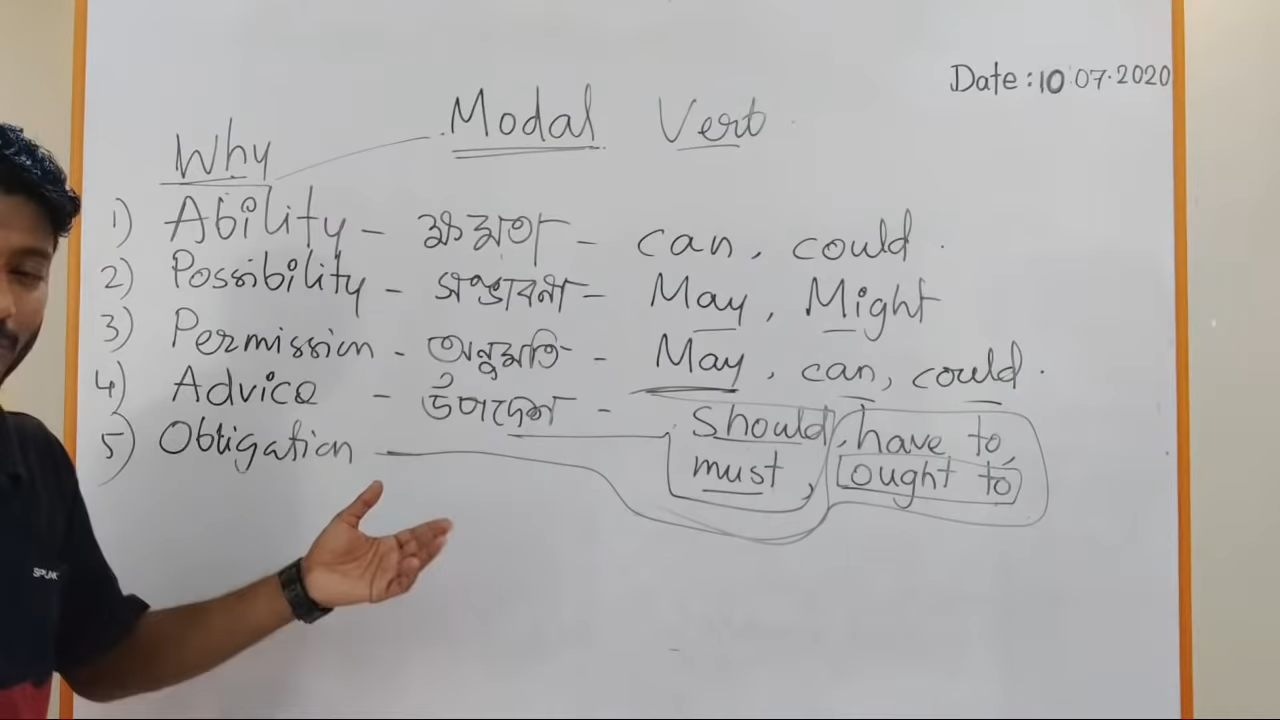 Date: 10.07.2020
Modal Verb
Why
1) Ability - ক্ষমতা - can, could.
2) Possibility - সম্ভাবনা - May, Might
3) Permission - অনুমতি - May, can, could.
4) Advice - উপদেশ - should, have to,
5) Obligation must, ought to
SPUNK